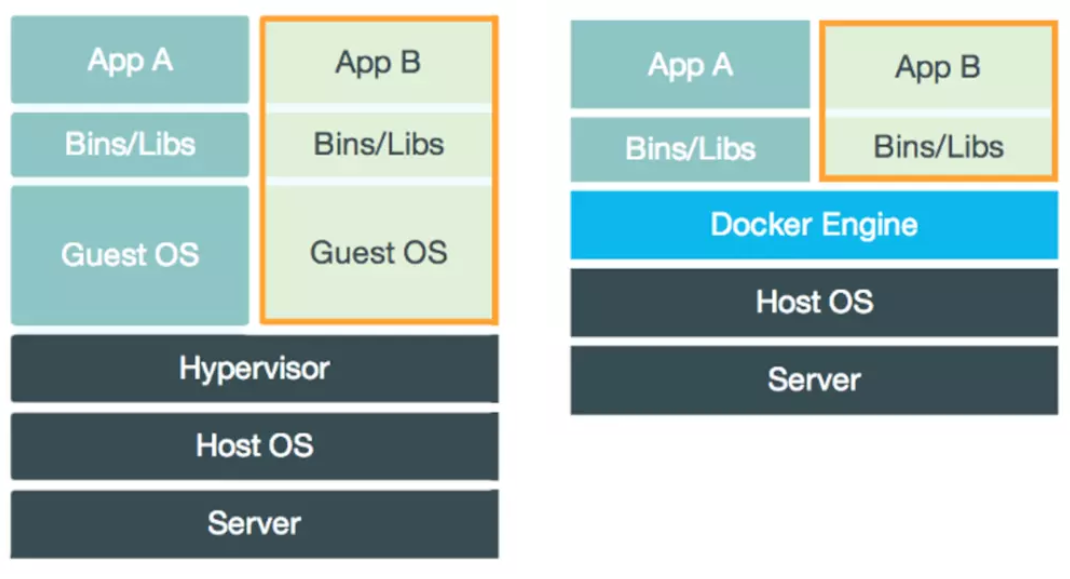 App A
App B
Bins/Libs
Bins/Libs
Guest OS
Guest OS
Hypervisor
Host OS
Server
App A
App B
Bins/Libs
Bins/Libs
Docker Engine
Host OS
Server